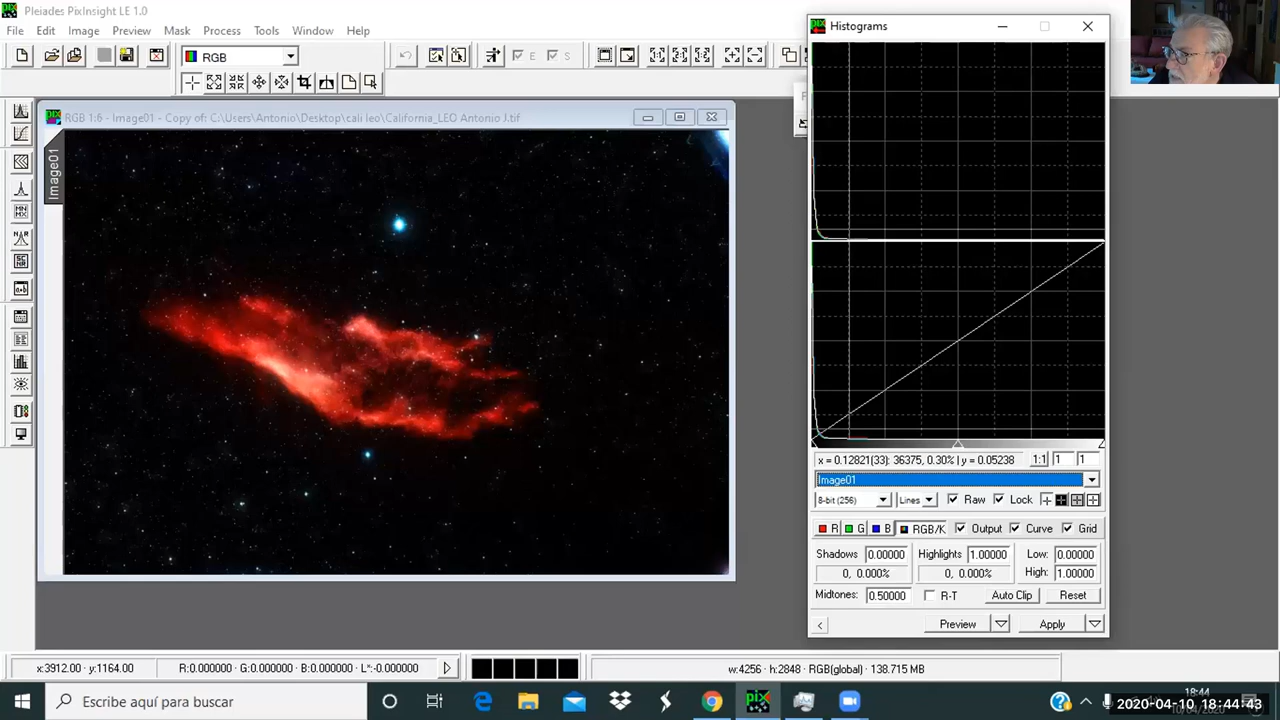 Pleiades PixInsight LE 1.0
File Edit Image Preview Mask Process Tools Window Help
RGB
E S
RGB 1:6 - Image01 - Copy of: C:\Users\Antonio\Desktop\cali leo\California_LEO Antonio J.tif
Image01
Histograms
x = 0.12821(33): 36375, 0.30% | y = 0.05238 1:1 1 1
Image01
8-bit (256) Lines Raw Lock
R G B RGB/K Output Curve Grid
Shadows 0.00000 Highlights 1.00000 Low: 0.00000
0, 0.000% 0, 0.000% High: 1.00000
Midtones: 0.50000 R-T Auto Clip Reset
< Preview Apply
x:3912.00 · y:1164.00 R:0.000000 · G:0.000000 · B:0.000000 · L*:-0.000000 w:4256 · h:2848 · RGB(global) · 138.715 MB
Escribe aquí para buscar
18:44
2020-04-10 18:44:43